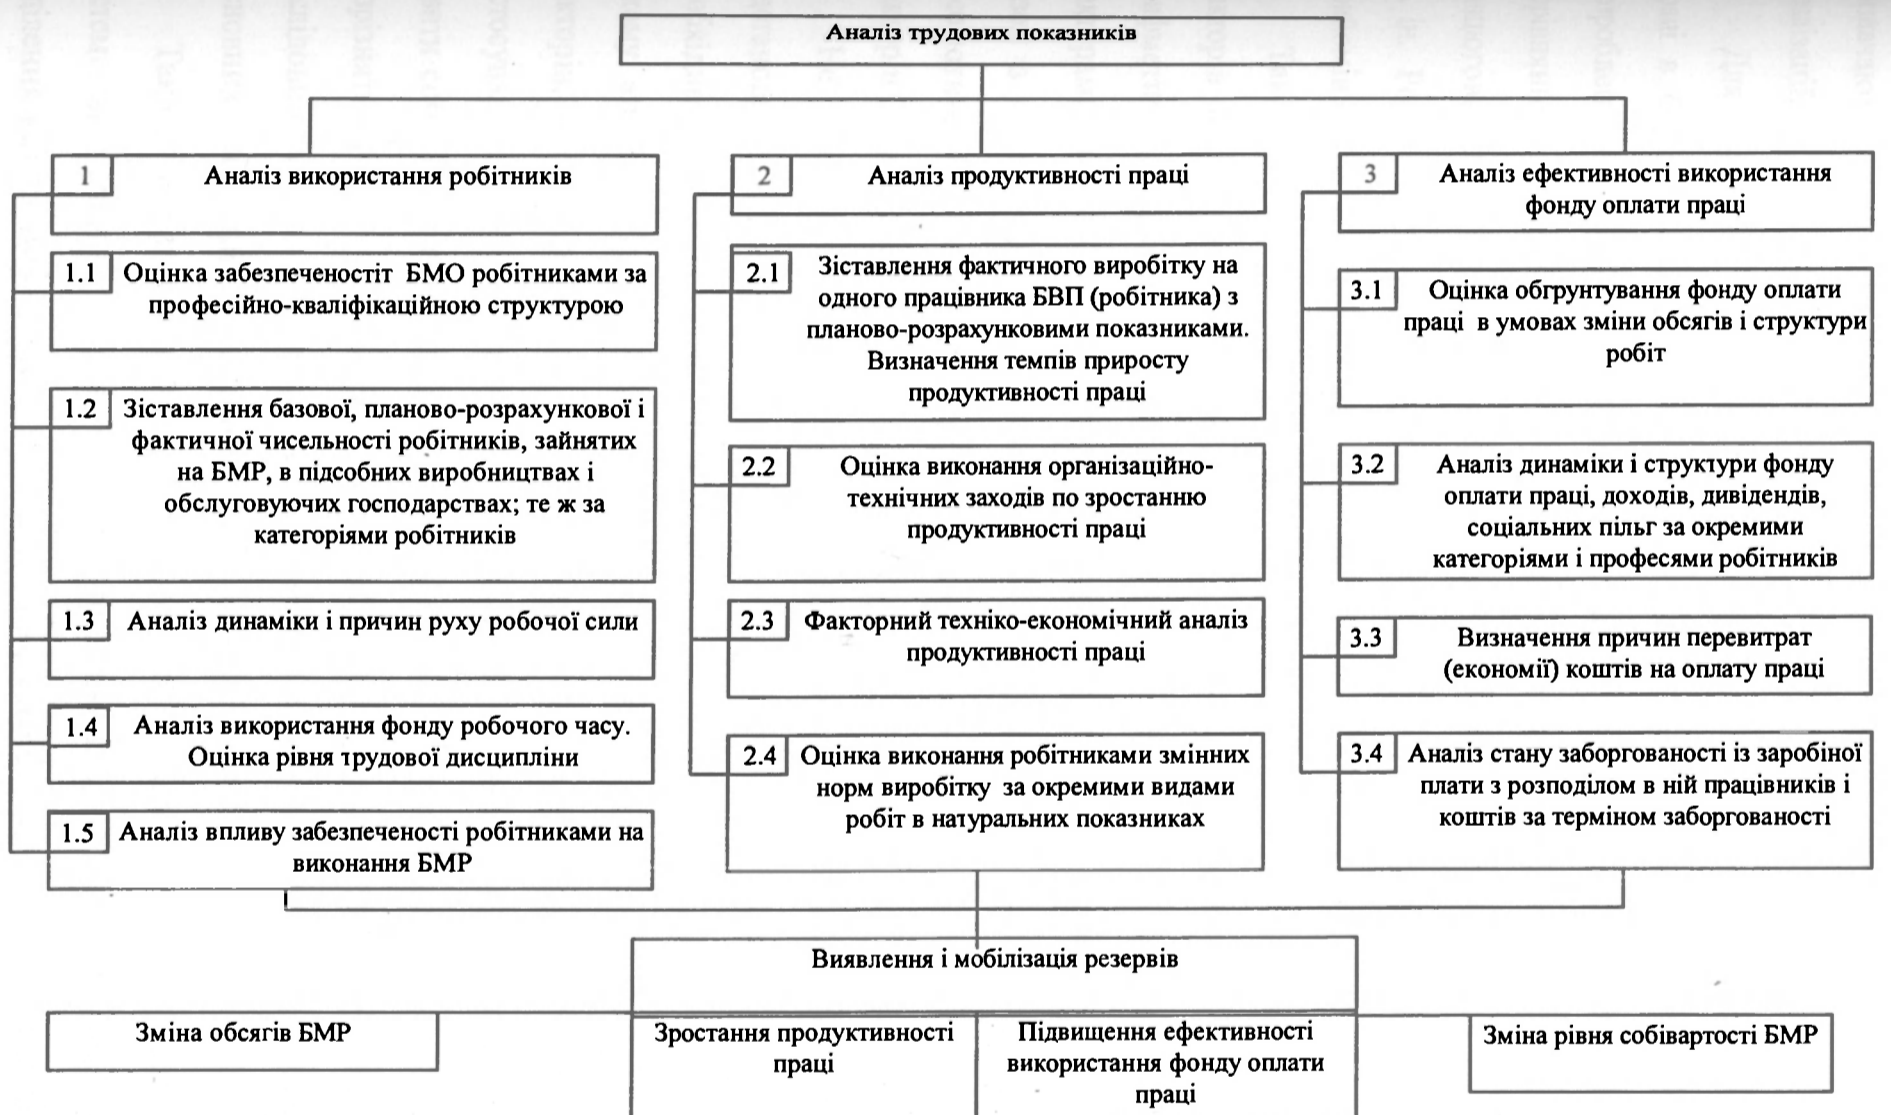 Аналіз трудових показників
1
Аналіз використання робітників
1.1
Оцінка забезпеченостіт БМО робітниками за
професійно-кваліфікаційною структурою
1.2
Зіставлення базової, планово-розрахункової і
фактичної чисельності робітників, зайнятих
на БМР, в підсобних виробництвах і
обслуговуючих господарствах; те ж за
категоріями робітників
1.3
Аналіз динаміки і причин руху робочої сили
1.4
Аналіз використання фонду робочого часу.
Оцінка рівня трудової дисципліни
1.5
Аналіз впливу забезпеченості робітниками на
виконання БМР
2
Аналіз продуктивності праці
2.1
Зіставлення фактичного виробітку на
одного працівника БВП (робітника) з
планово-розрахунковими показниками.
Визначення темпів приросту
продуктивності праці
2.2
Оцінка виконання організаційно-
технічних заходів по зростанню
продуктивності праці
2.3
Факторний техніко-економічний аналіз
продуктивності праці
2.4
Оцінка виконання робітниками змінних
норм виробітку за окремими видами
робіт в натуральних показниках
3
Аналіз ефективності використання
фонду оплати праці
3.1
Оцінка обгрунтування фонду оплати
праці в умовах зміни обсягів і структури
робіт
3.2
Аналіз динаміки і структури фонду
оплати праці, доходів, дивідендів,
соціальних пільг за окремими
категоріями і професями робітників
3.3
Визначення причин перевитрат
(економії) коштів на оплату праці
3.4
Аналіз стану заборгованості із заробіної
плати з розподілом в ній працівників і
коштів за терміном заборгованості
Виявлення і мобілізація резервів
Зміна обсягів БМР
Зростання продуктивності
праці
Підвищення ефективності
використання фонду оплати
праці
Зміна рівня собівартості БМР